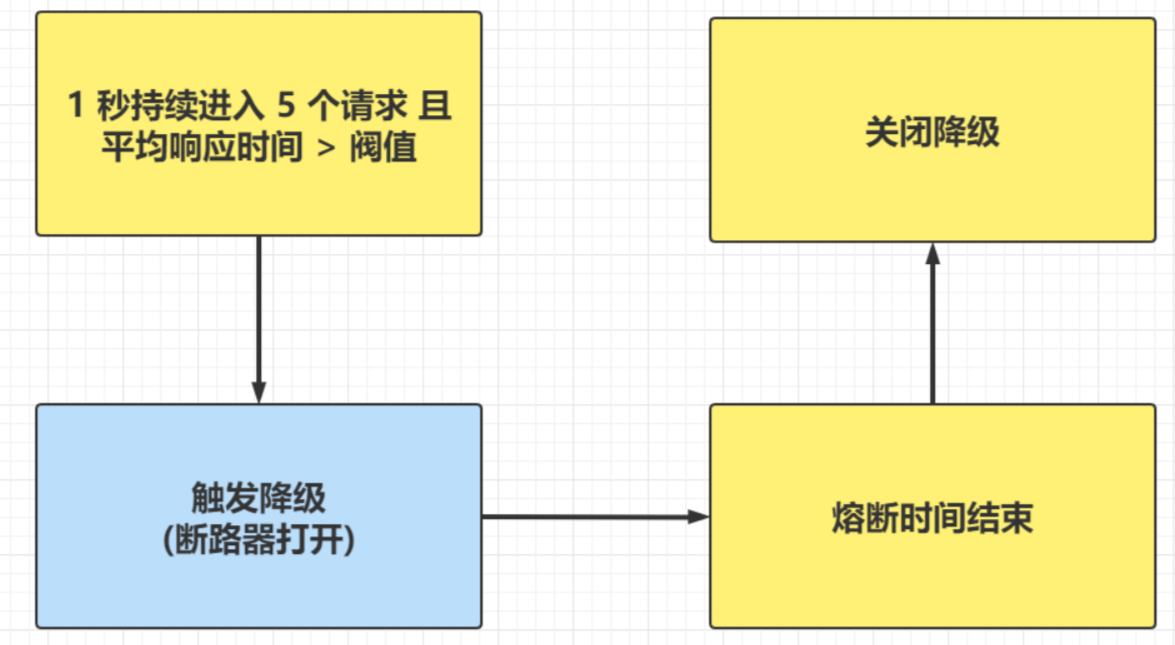 1 秒持续进入 5 个请求 且
平均响应时间 > 阀值
触发降级
(断路器打开)
熔断时间结束
关闭降级